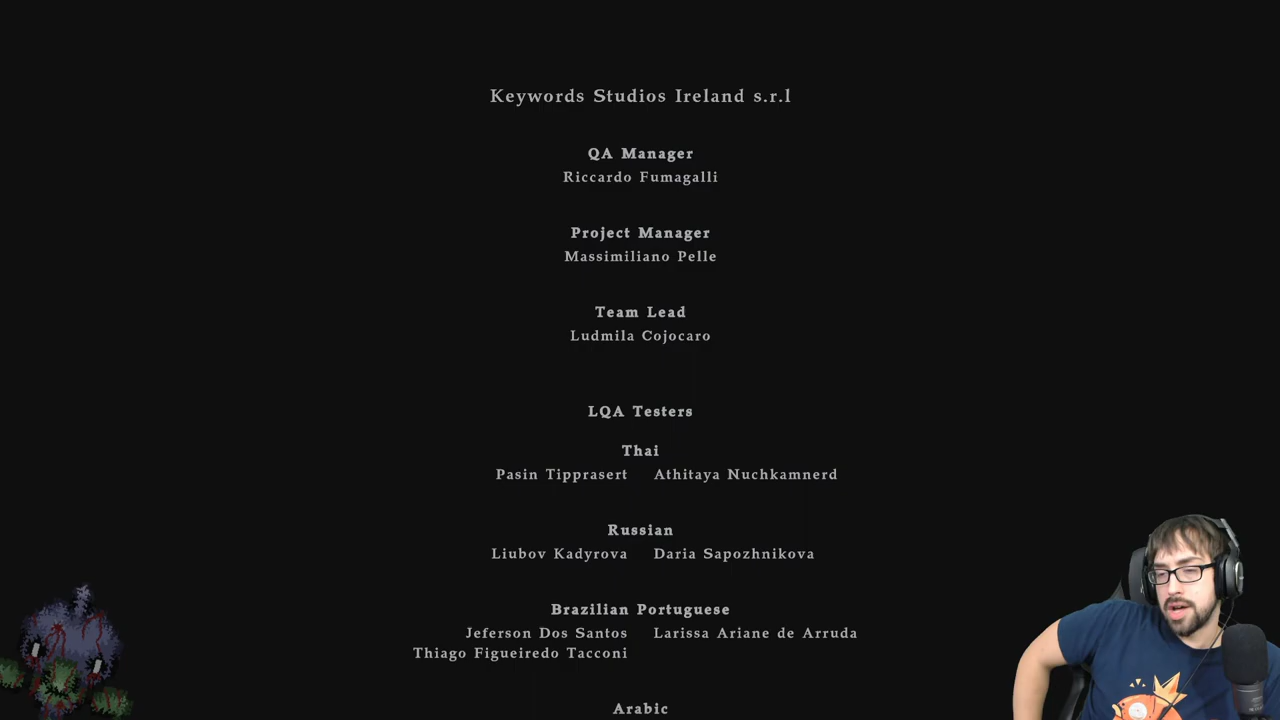 Keywords Studios Ireland s.r.l
QA Manager
Riccardo Fumagalli
Project Manager
Massimiliano Pelle
Team Lead
Ludmila Cojocaro
LQA Testers
Thai
Pasin Tipprasert Athitaya Nuchkamnerd
Russian
Liubov Kadyrova Daria Sapozhnikova
Brazilian Portuguese
Jeferson Dos Santos Larissa Ariane de Arruda
Thiago Figueiredo Tacconi
Arabic